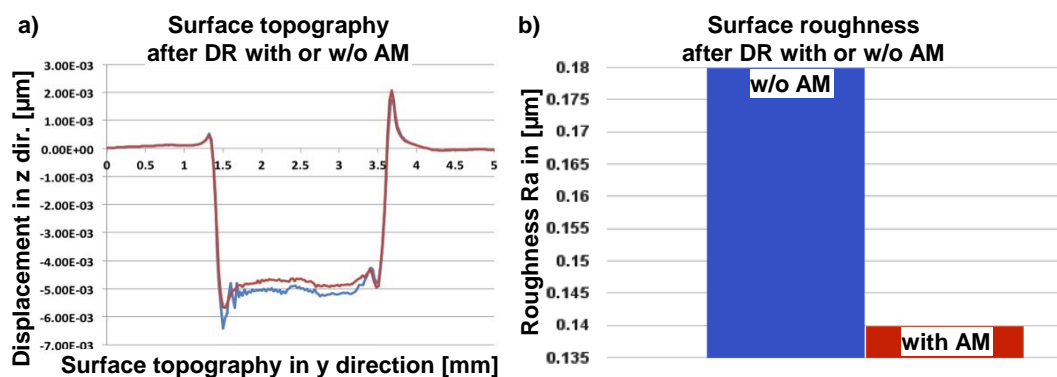 a)
Surface topography
after DR with or w/o AM
Displacement in z dir. [µm]
3.00E-03
2.00E-03
1.00E-03
0.00E+00
-1.00E-03
-2.00E-03
-3.00E-03
-4.00E-03
-5.00E-03
-6.00E-03
-7.00E-03
0 0.5 1 1.5 2 2.5 3 3.5 4 4.5 5
Surface topography in y direction [mm]
b)
Surface roughness
after DR with or w/o AM
Roughness Ra in [µm]
0.18
0.175
0.17
0.165
0.16
0.155
0.15
0.145
0.14
0.135
w/o AM
with AM